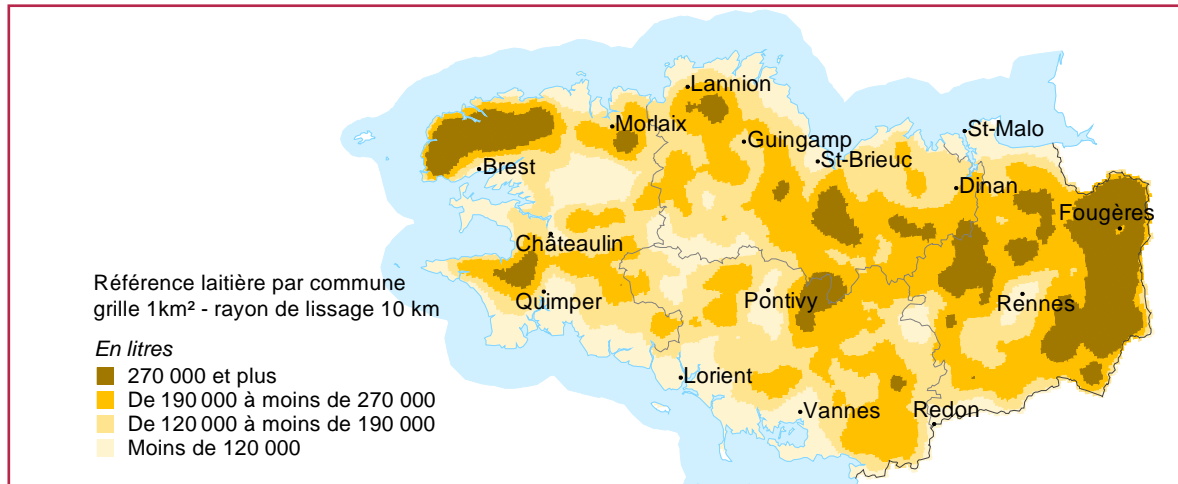 Lannion
Morlaix
Guingamp
St-Malo
St-Brieuc
Brest
Dinan
Fougères
Châteaulin
Référence laitière par commune
grille 1km² - rayon de lissage 10 km
Quimper
Pontivy
Rennes
En litres
270 000 et plus
De 190 000 à moins de 270 000
De 120 000 à moins de 190 000
Moins de 120 000
Lorient
Vannes
Redon